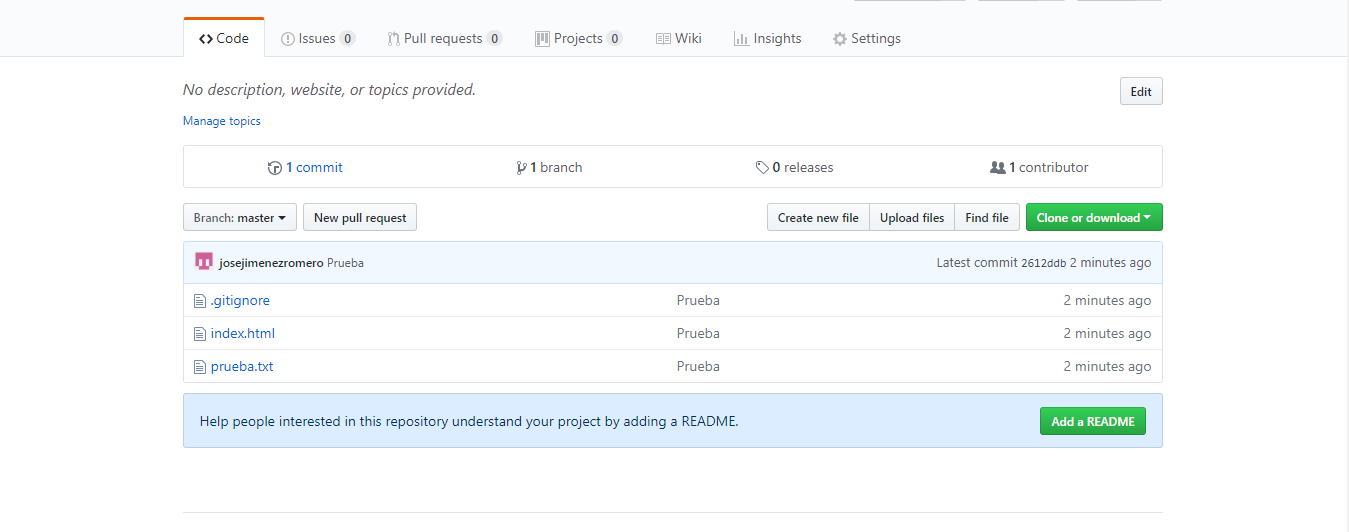 Code Issues 0 Pull requests 0 Projects 0 Wiki Insights Settings
No description, website, or topics provided. Edit
Manage topics
1 commit 1 branch 0 releases 1 contributor
Branch: master New pull request Create new file Upload files Find file Clone or download
josejimenezromero Prueba Latest commit 2612ddb 2 minutes ago
.gitignore Prueba 2 minutes ago
index.html Prueba 2 minutes ago
prueba.txt Prueba 2 minutes ago
Help people interested in this repository understand your project by adding a README. Add a README